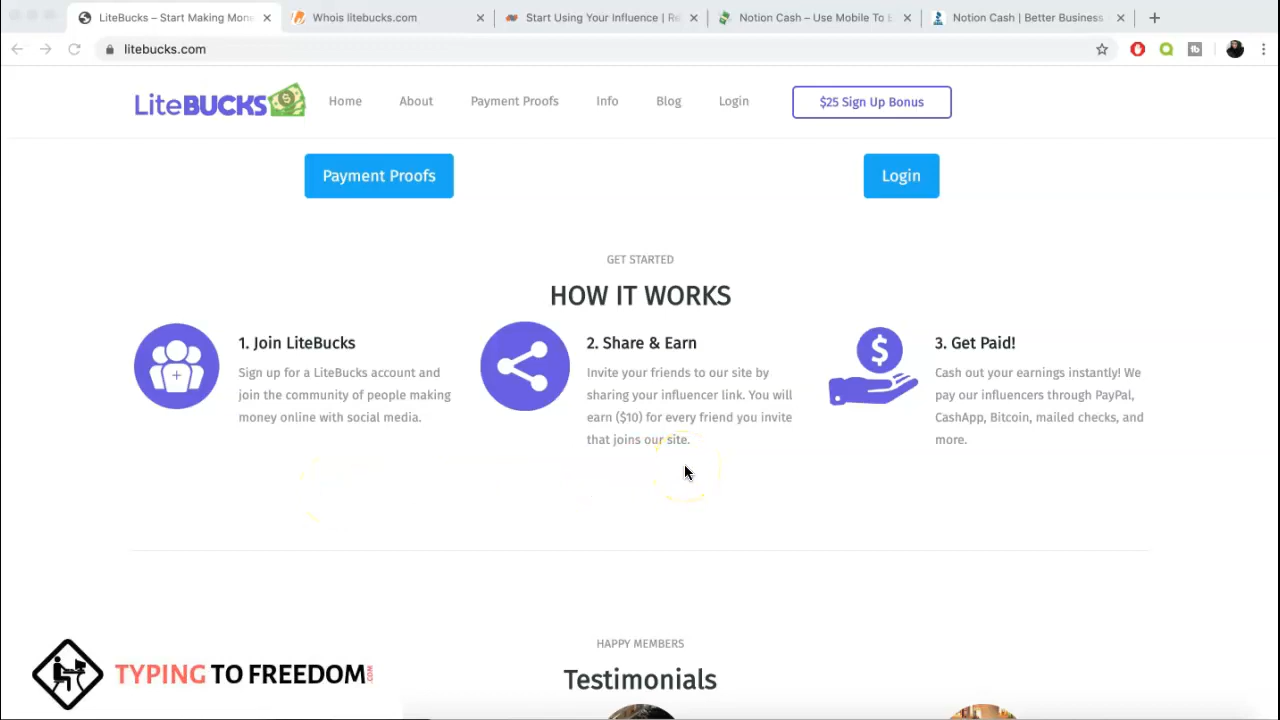 LiteBucks – Start Making Mone
Whois litebucks.com
Start Using Your Influence | Re
Notion Cash – Use Mobile To E
Notion Cash | Better Business
litebucks.com
LiteBUCKS
Home
About
Payment Proofs
Info
Blog
Login
$25 Sign Up Bonus
Payment Proofs
Login
GET STARTED
HOW IT WORKS
1. Join LiteBucks
Sign up for a LiteBucks account and
join the community of people making
money online with social media.
2. Share & Earn
Invite your friends to our site by
sharing your influencer link. You will
earn ($10) for every friend you invite
that joins our site.
3. Get Paid!
Cash out your earnings instantly! We
pay our influencers through PayPal,
CashApp, Bitcoin, mailed checks, and
more.
HAPPY MEMBERS
Testimonials
TYPING TO FREEDOM.COM